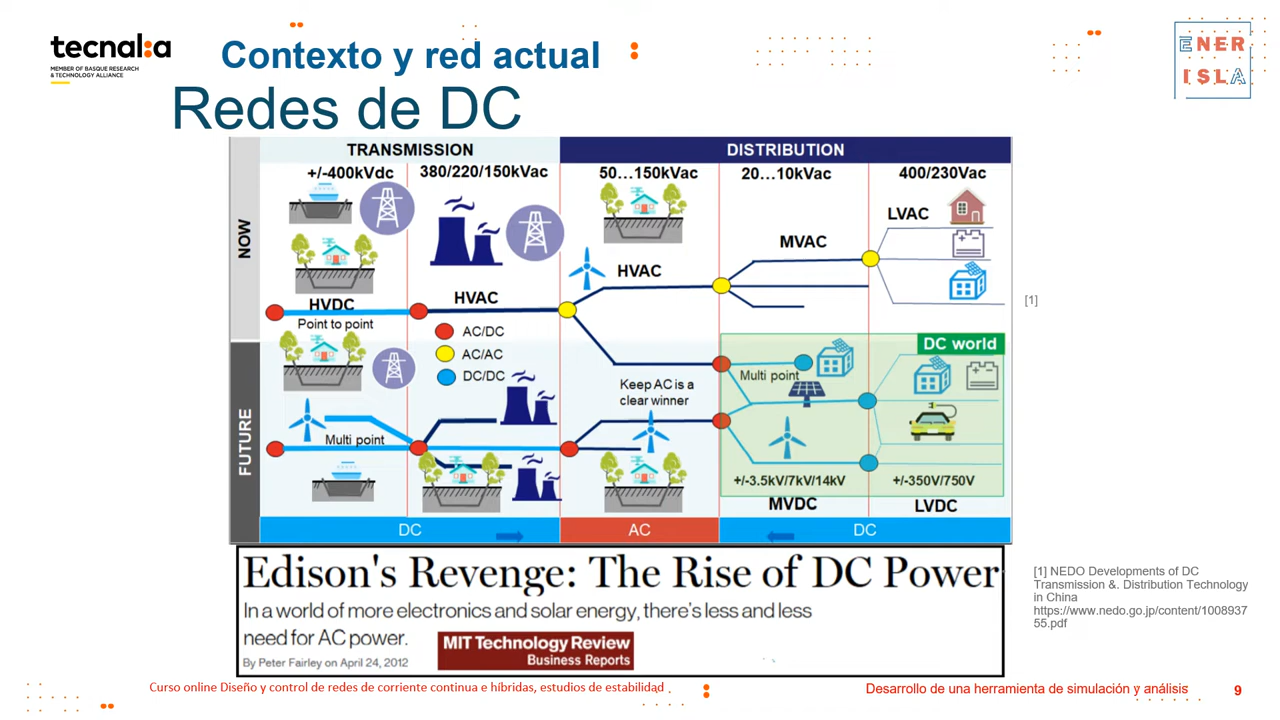 tecnalia
MEMBER OF BASQUE RESEARCH
& TECHNOLOGY ALLIANCE
Contexto y red actual
Redes de DC
ENER
ISLA
TRANSMISSION
DISTRIBUTION
+/-400kVdc
380/220/150kVac
50...150kVac
20...10kVac
400/230Vac
NOW
LVAC
MVAC
HVAC
HVDC
HVAC
Point to point
[1]
AC/DC
AC/AC
DC/DC
DC world
FUTURE
Keep AC is a
clear winner
Multi point
Multi point
+/-3.5kV/7kV/14kV
+/-350V/750V
MVDC
LVDC
DC
AC
DC
Edison's Revenge: The Rise of DC Power
In a world of more electronics and solar energy, there's less and less
need for AC power.
MIT Technology Review
Business Reports
By Peter Fairley on April 24, 2012
[1] NEDO Developments of DC
Transmission &. Distribution Technology
in China
https://www.nedo.go.jp/content/1008937
55.pdf
Curso online Diseño y control de redes de corriente continua e híbridas, estudios de estabilidad
Desarrollo de una herramienta de simulación y análisis
9